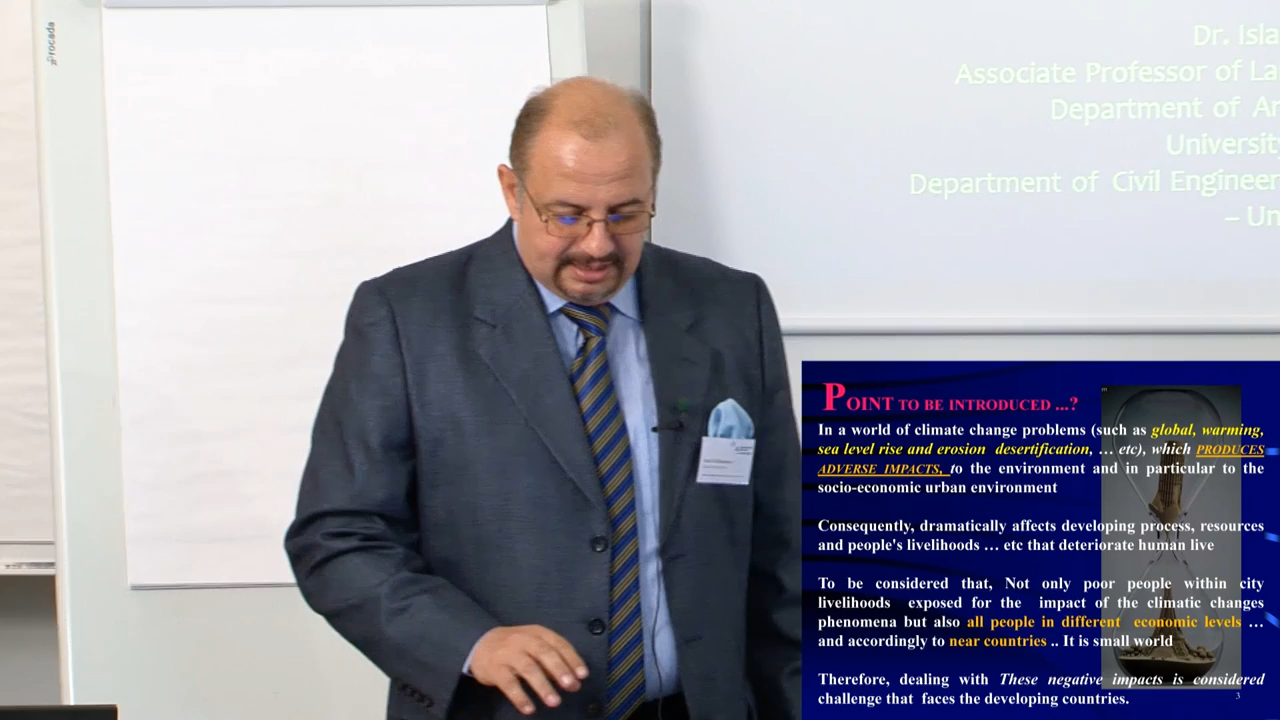 procada
Dr. Isla
Associate Professor of La
Department of Ar
University
Department of Civil Engineer
– Un
POINT TO BE INTRODUCED ...?
In a world of climate change problems (such as global, warming,
sea level rise and erosion desertification, … etc), which PRODUCES
ADVERSE IMPACTS, to the environment and in particular to the
socio-economic urban environment
Consequently, dramatically affects developing process, resources
and people's livelihoods … etc that deteriorate human live
To be considered that, Not only poor people within city
livelihoods exposed for the impact of the climatic changes
phenomena but also all people in different economic levels …
and accordingly to near countries .. It is small world
Therefore, dealing with These negative impacts is considered
challenge that faces the developing countries.
3